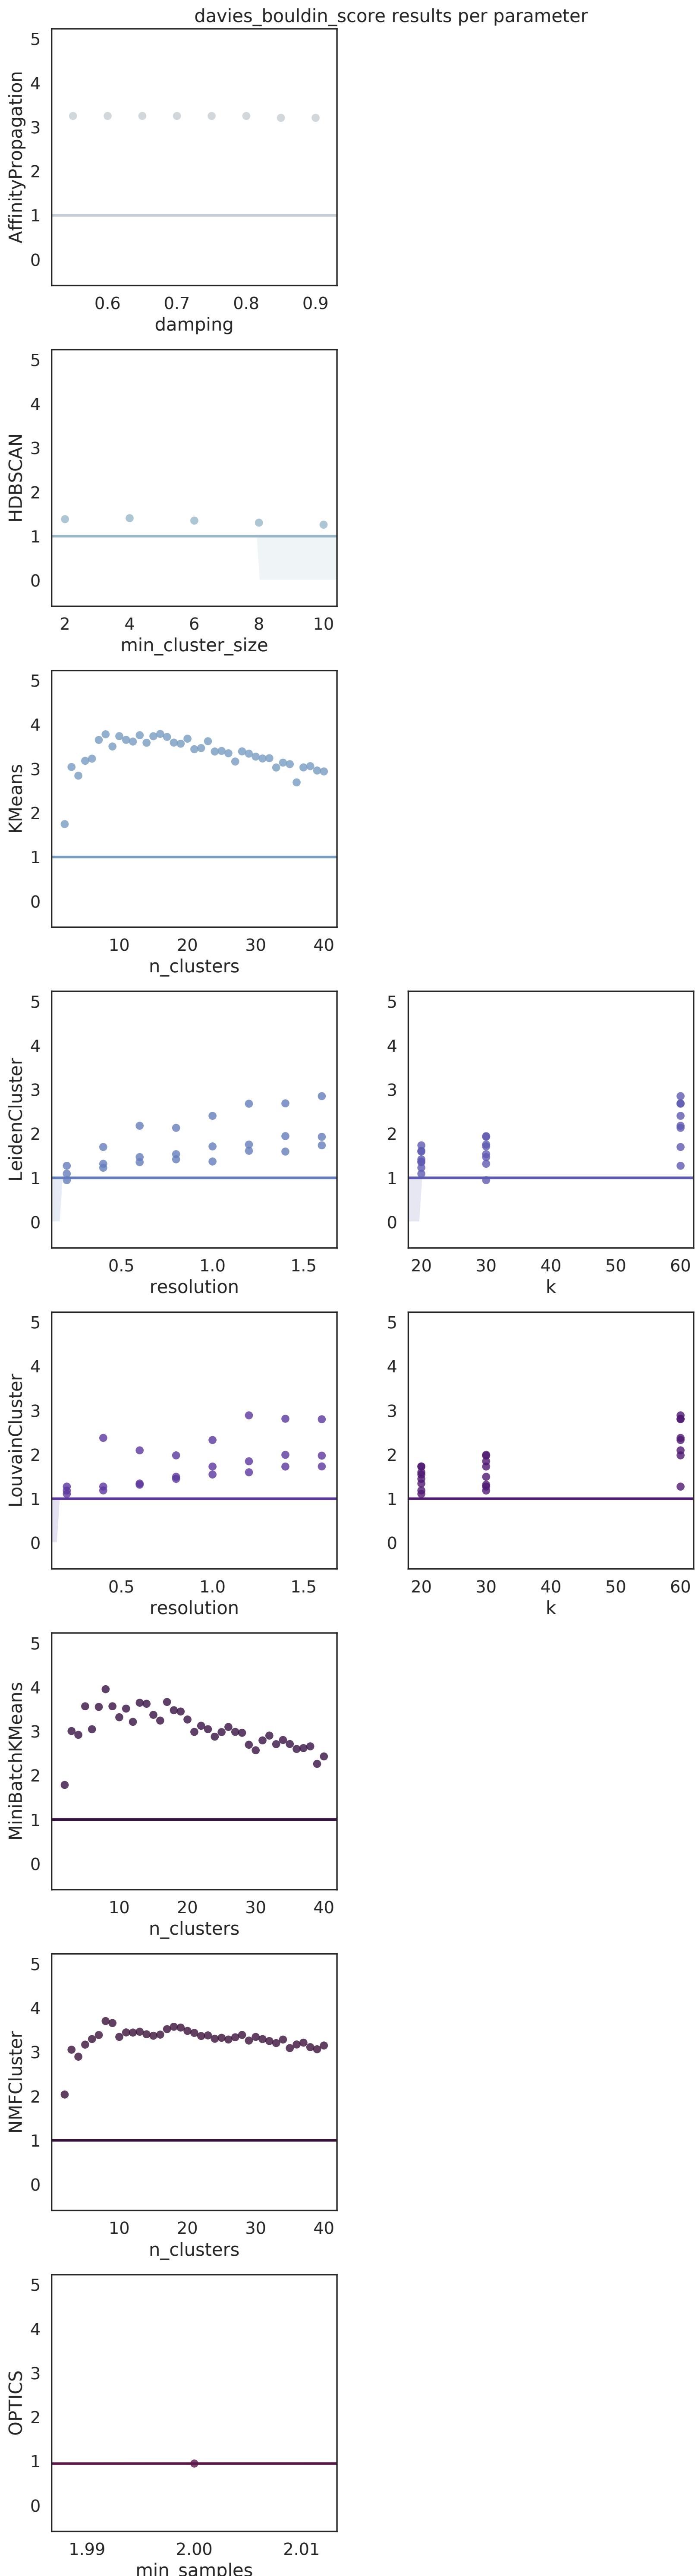 davies_bouldin_score results per parameter
AffinityPropagation
5
4
3
2
1
0
0.6 0.7 0.8 0.9
damping
HDBSCAN
5
4
3
2
1
0
2 4 6 8 10
min_cluster_size
KMeans
5
4
3
2
1
0
10 20 30 40
n_clusters
LeidenCluster
5
4
3
2
1
0
0.5 1.0 1.5
resolution
5
4
3
2
1
0
20 30 40 50 60
k
LouvainCluster
5
4
3
2
1
0
0.5 1.0 1.5
resolution
5
4
3
2
1
0
20 30 40 50 60
k
MiniBatchKMeans
5
4
3
2
1
0
10 20 30 40
n_clusters
NMFCluster
5
4
3
2
1
0
10 20 30 40
n_clusters
OPTICS
5
4
3
2
1
0
1.99 2.00 2.01
min_samples